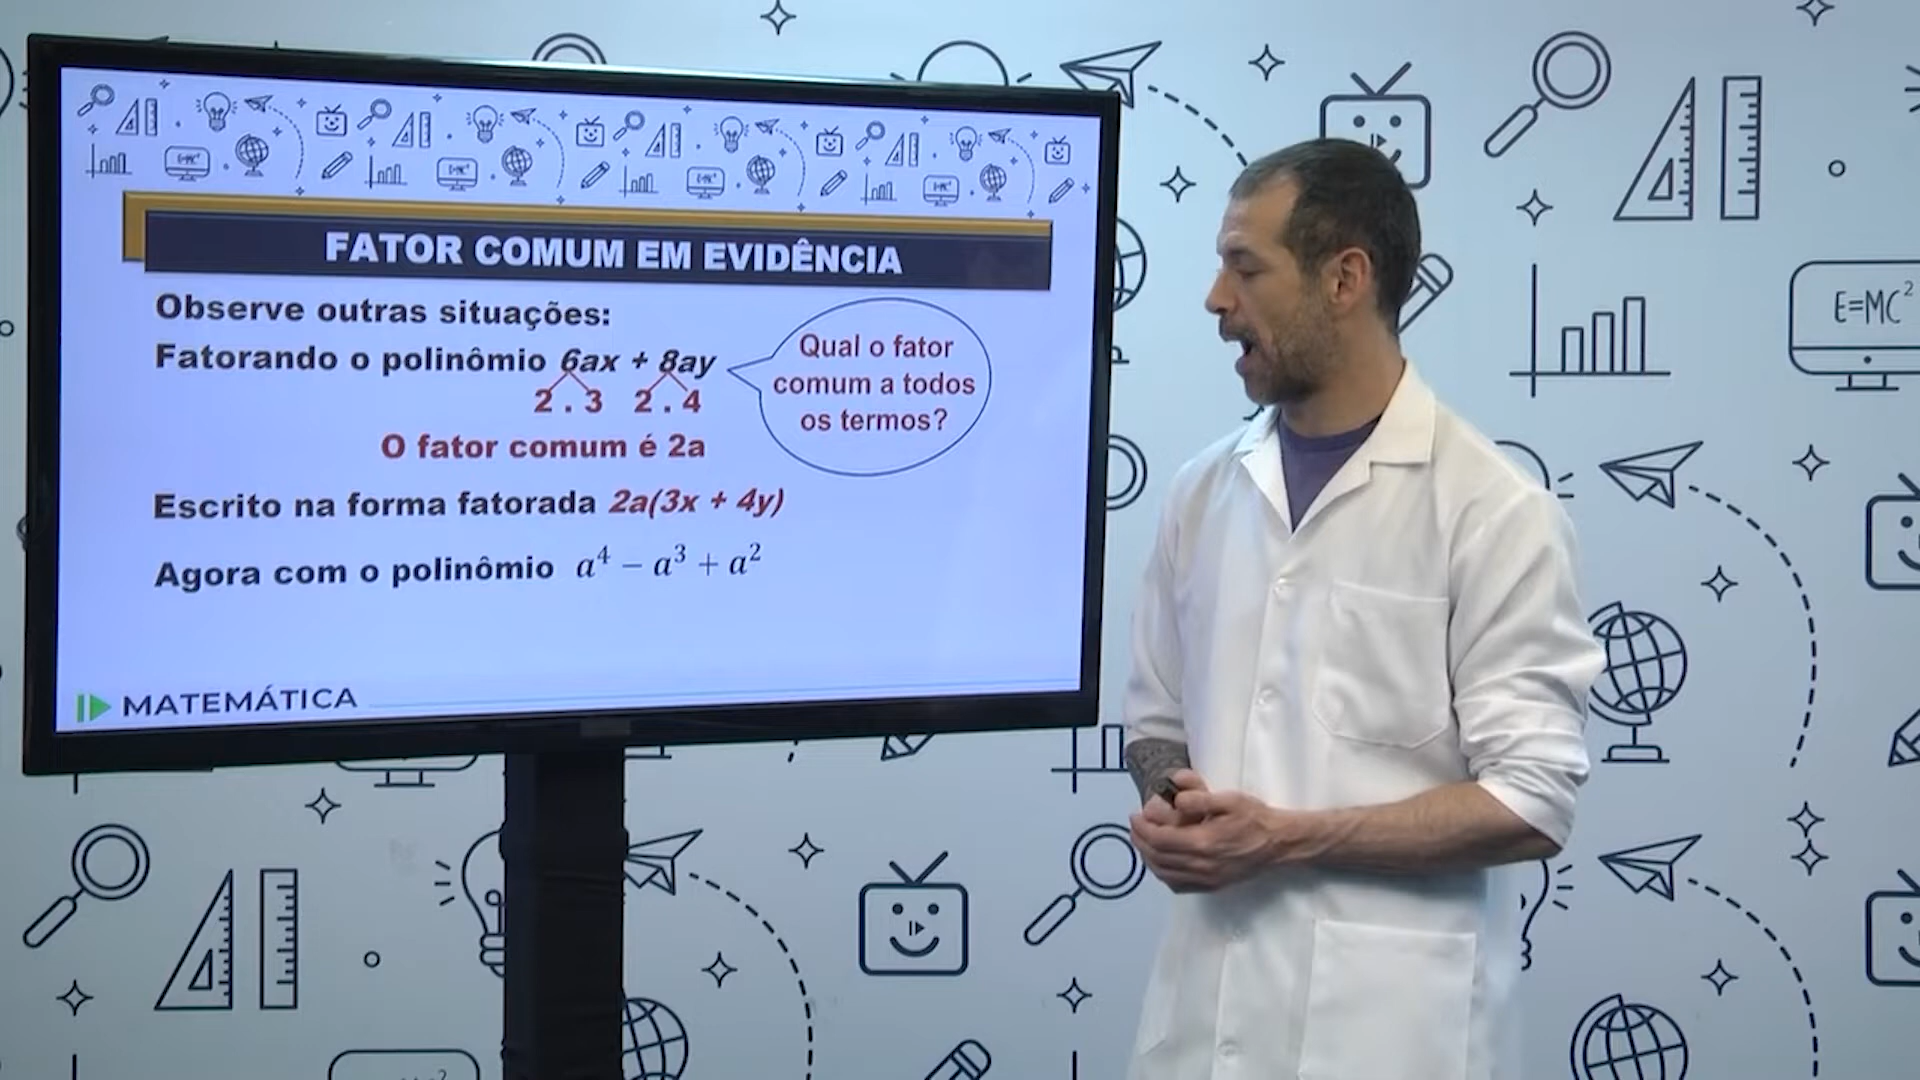 FATOR COMUM EM EVIDÊNCIA
Observe outras situações:
Fatorando o polinômio 6ax + 8ay
2 . 3 2 . 4
Qual o fator
comum a todos
os termos?
O fator comum é 2a
Escrito na forma fatorada 2a(3x + 4y)
Agora com o polinômio a⁴ − a³ + a²
MATEMÁTICA
E=MC²